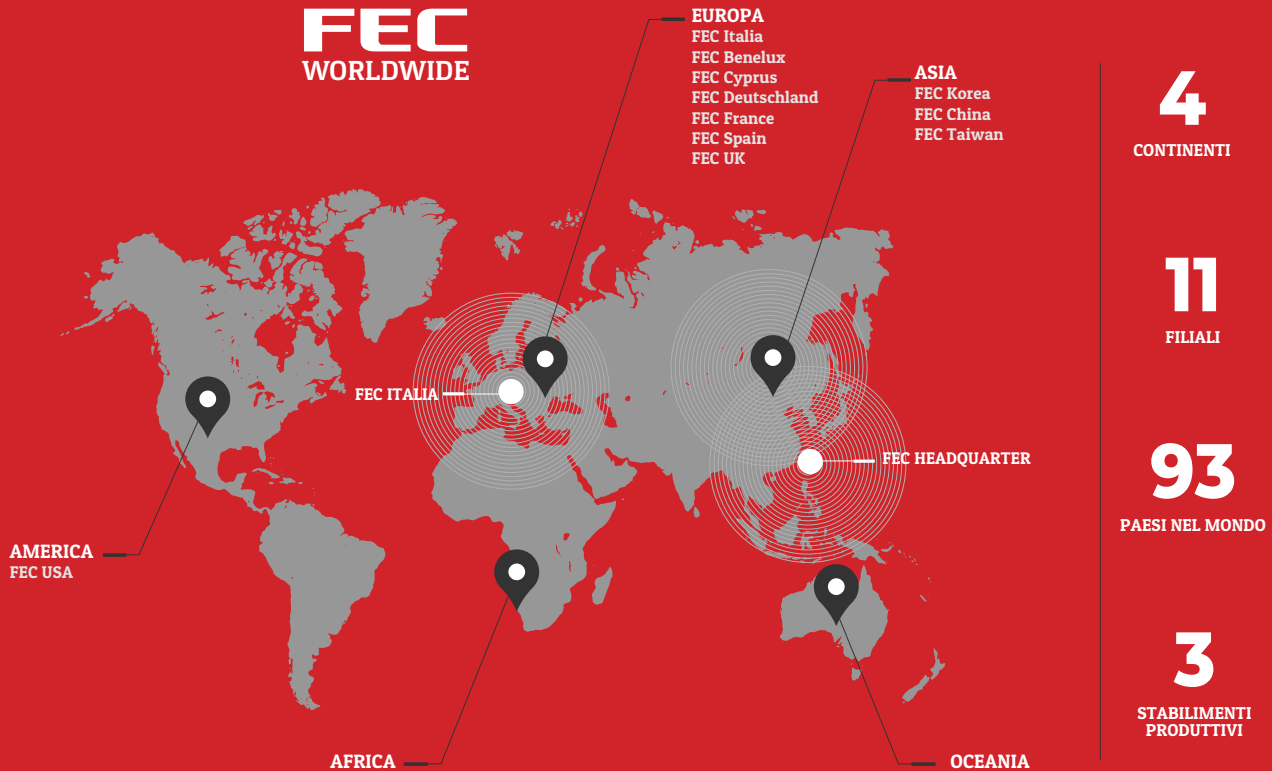 FEC
WORLDWIDE
EUROPA
FEC Italia
FEC Benelux
FEC Cyprus
FEC Deutschland
FEC France
FEC Spain
FEC UK
ASIA
FEC Korea
FEC China
FEC Taiwan
4
CONTINENTI
11
FILIALI
93
PAESI NEL MONDO
3
STABILIMENTI
PRODUTTIVI
FEC ITALIA
FEC HEADQUARTER
AMERICA
FEC USA
AFRICA
OCEANIA